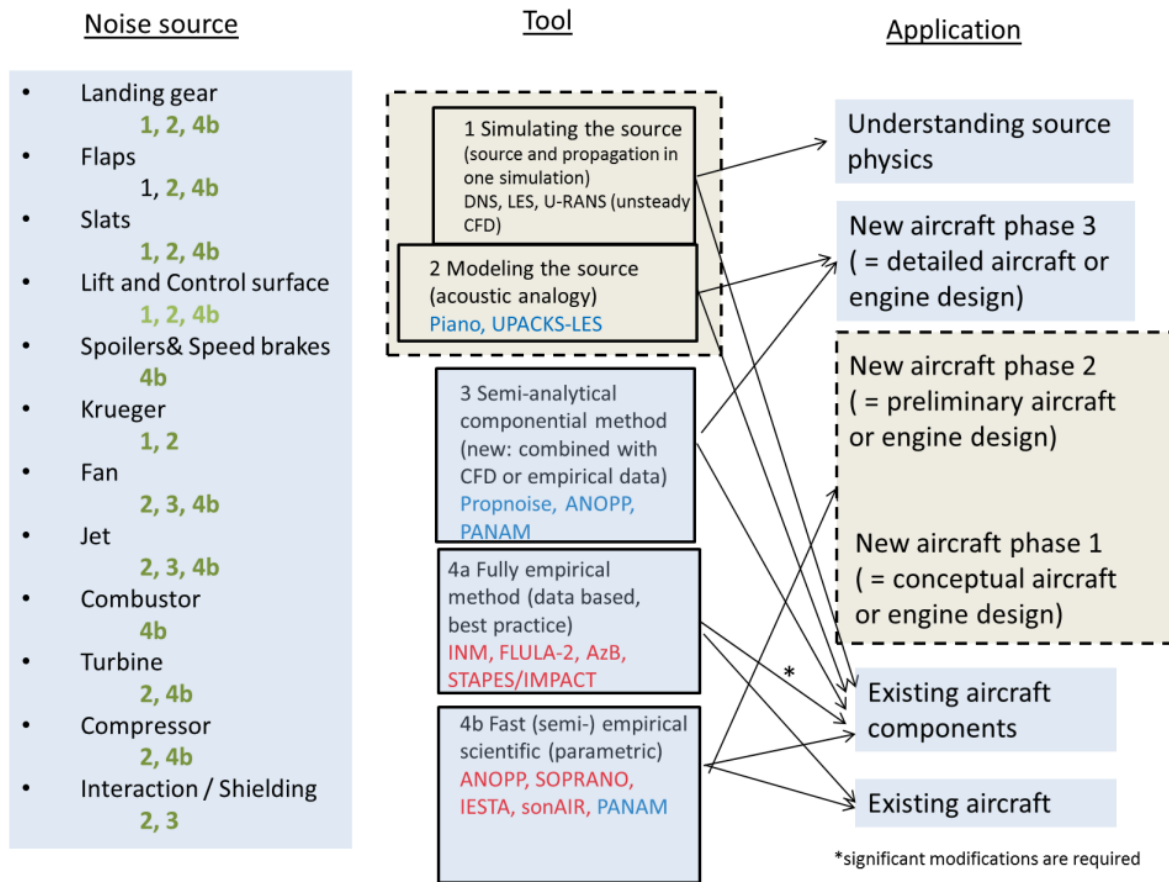 Noise source
• Landing gear
1, 2, 4b
• Flaps
1, 2, 4b
• Slats
1, 2, 4b
• Lift and Control surface
1, 2, 4b
• Spoilers& Speed brakes
4b
• Krueger
1, 2
• Fan
2, 3, 4b
• Jet
2, 3, 4b
• Combustor
4b
• Turbine
2, 4b
• Compressor
2, 4b
• Interaction / Shielding
2, 3
Tool
1 Simulating the source
(source and propagation in
one simulation)
DNS, LES, U-RANS (unsteady
CFD)
2 Modeling the source
(acoustic analogy)
Piano, UPACKS-LES
3 Semi-analytical
componential method
(new: combined with
CFD or empirical data)
Propnoise, ANOPP,
PANAM
4a Fully empirical
method (data based,
best practice)
INM, FLULA-2, AzB,
STAPES/IMPACT
4b Fast (semi-) empirical
scientific (parametric)
ANOPP, SOPRANO,
IESTA, sonAIR, PANAM
*
Application
Understanding source
physics
New aircraft phase 3
( = detailed aircraft or
engine design)
New aircraft phase 2
( = preliminary aircraft
or engine design)
New aircraft phase 1
( = conceptual aircraft
or engine design)
Existing aircraft
components
Existing aircraft
*significant modifications are required